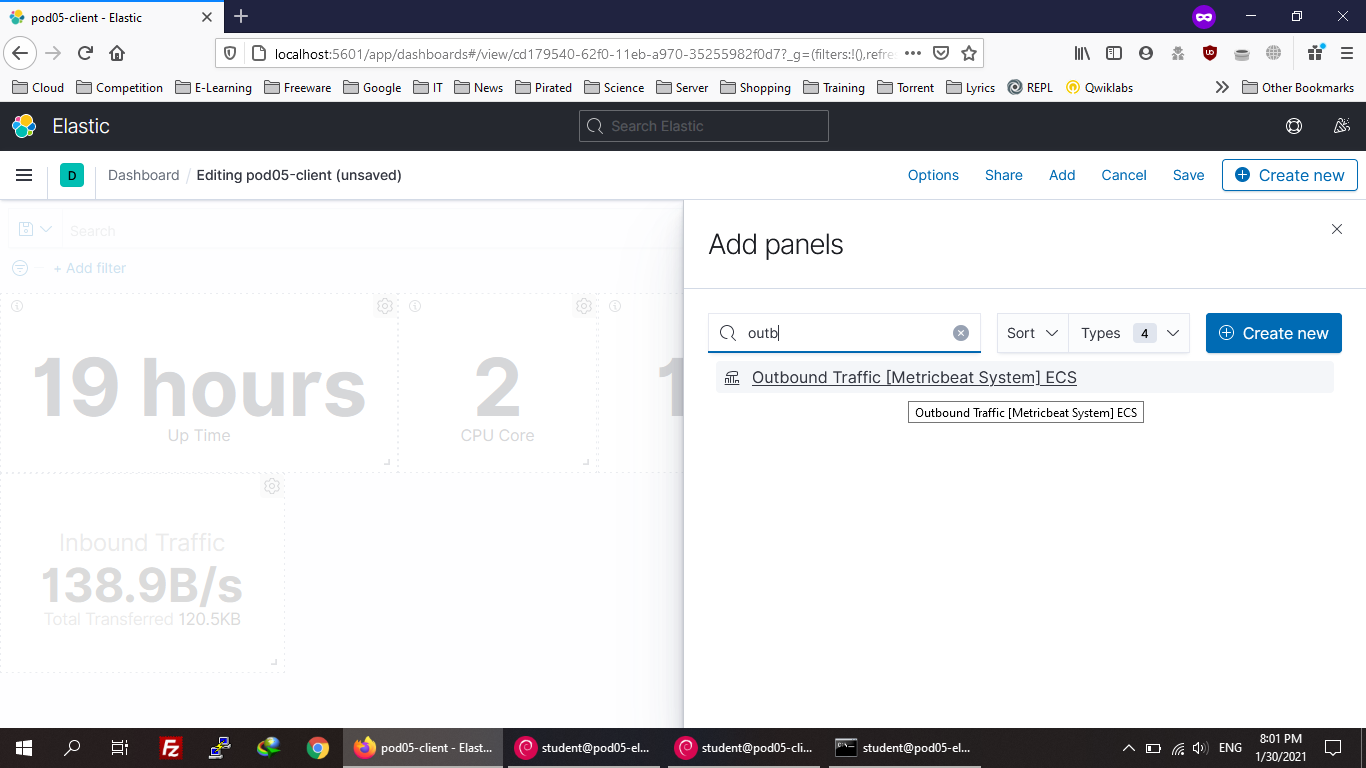 pod05-client - Elastic
localhost:5601/app/dashboards#/view/cd179540-62f0-11eb-a970-35255982f0d7?_g=(filters:!(),refre
Cloud Competition E-Learning Freeware Google IT News Pirated Science Server Shopping Training Torrent Lyrics REPL Qwiklabs Other Bookmarks
Elastic Search Elastic
D Dashboard / Editing pod05-client (unsaved) Options Share Add Cancel Save Create new
Search
+ Add filter
19 hours
Up Time
2
CPU Core
1
Inbound Traffic
138.9B/s
Total Transferred 120.5KB
Add panels
outb Sort Types 4 Create new
Outbound Traffic [Metricbeat System] ECS
Outbound Traffic [Metricbeat System] ECS
pod05-client - Elast... student@pod05-el... student@pod05-cli... student@pod05-el... ENG 8:01 PM
1/30/2021